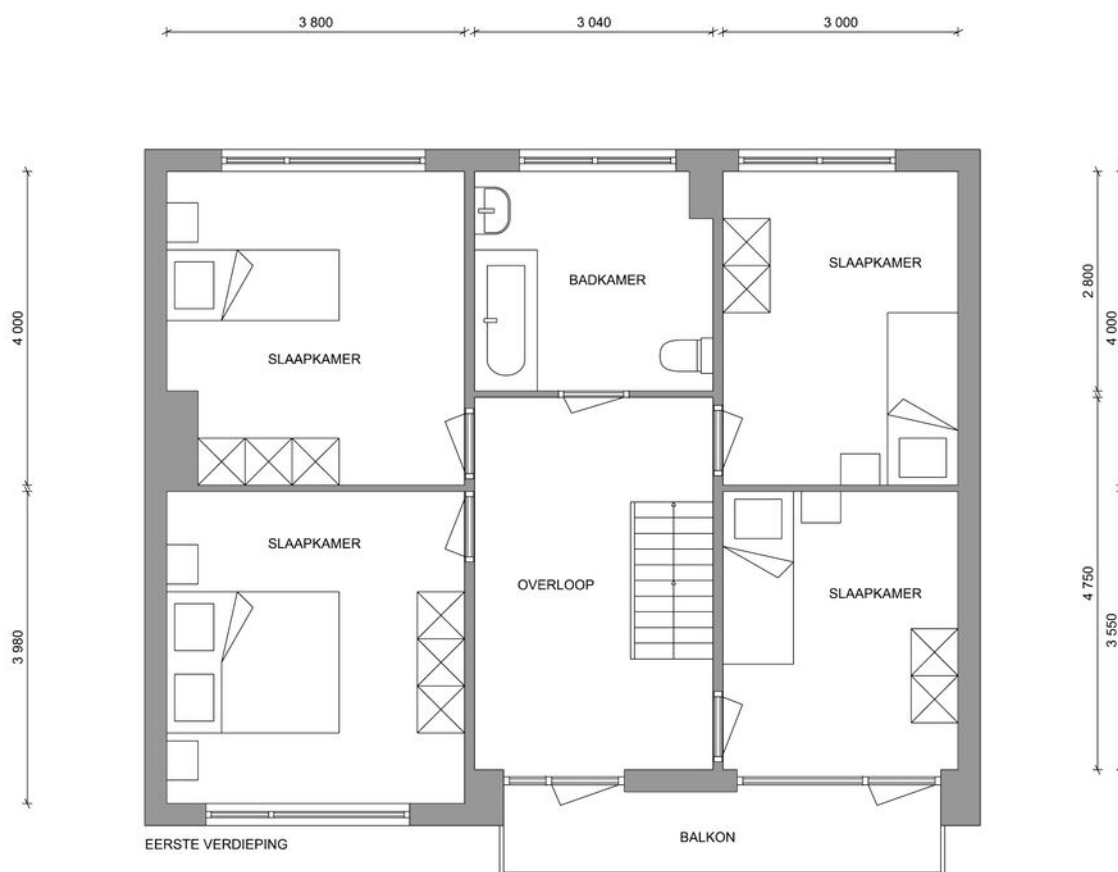 3 800
3 040
3 000
4 000
3 980
2 800
4 000
4 750
3 550
SLAAPKAMER
BADKAMER
SLAAPKAMER
SLAAPKAMER
OVERLOOP
SLAAPKAMER
BALKON
EERSTE VERDIEPING